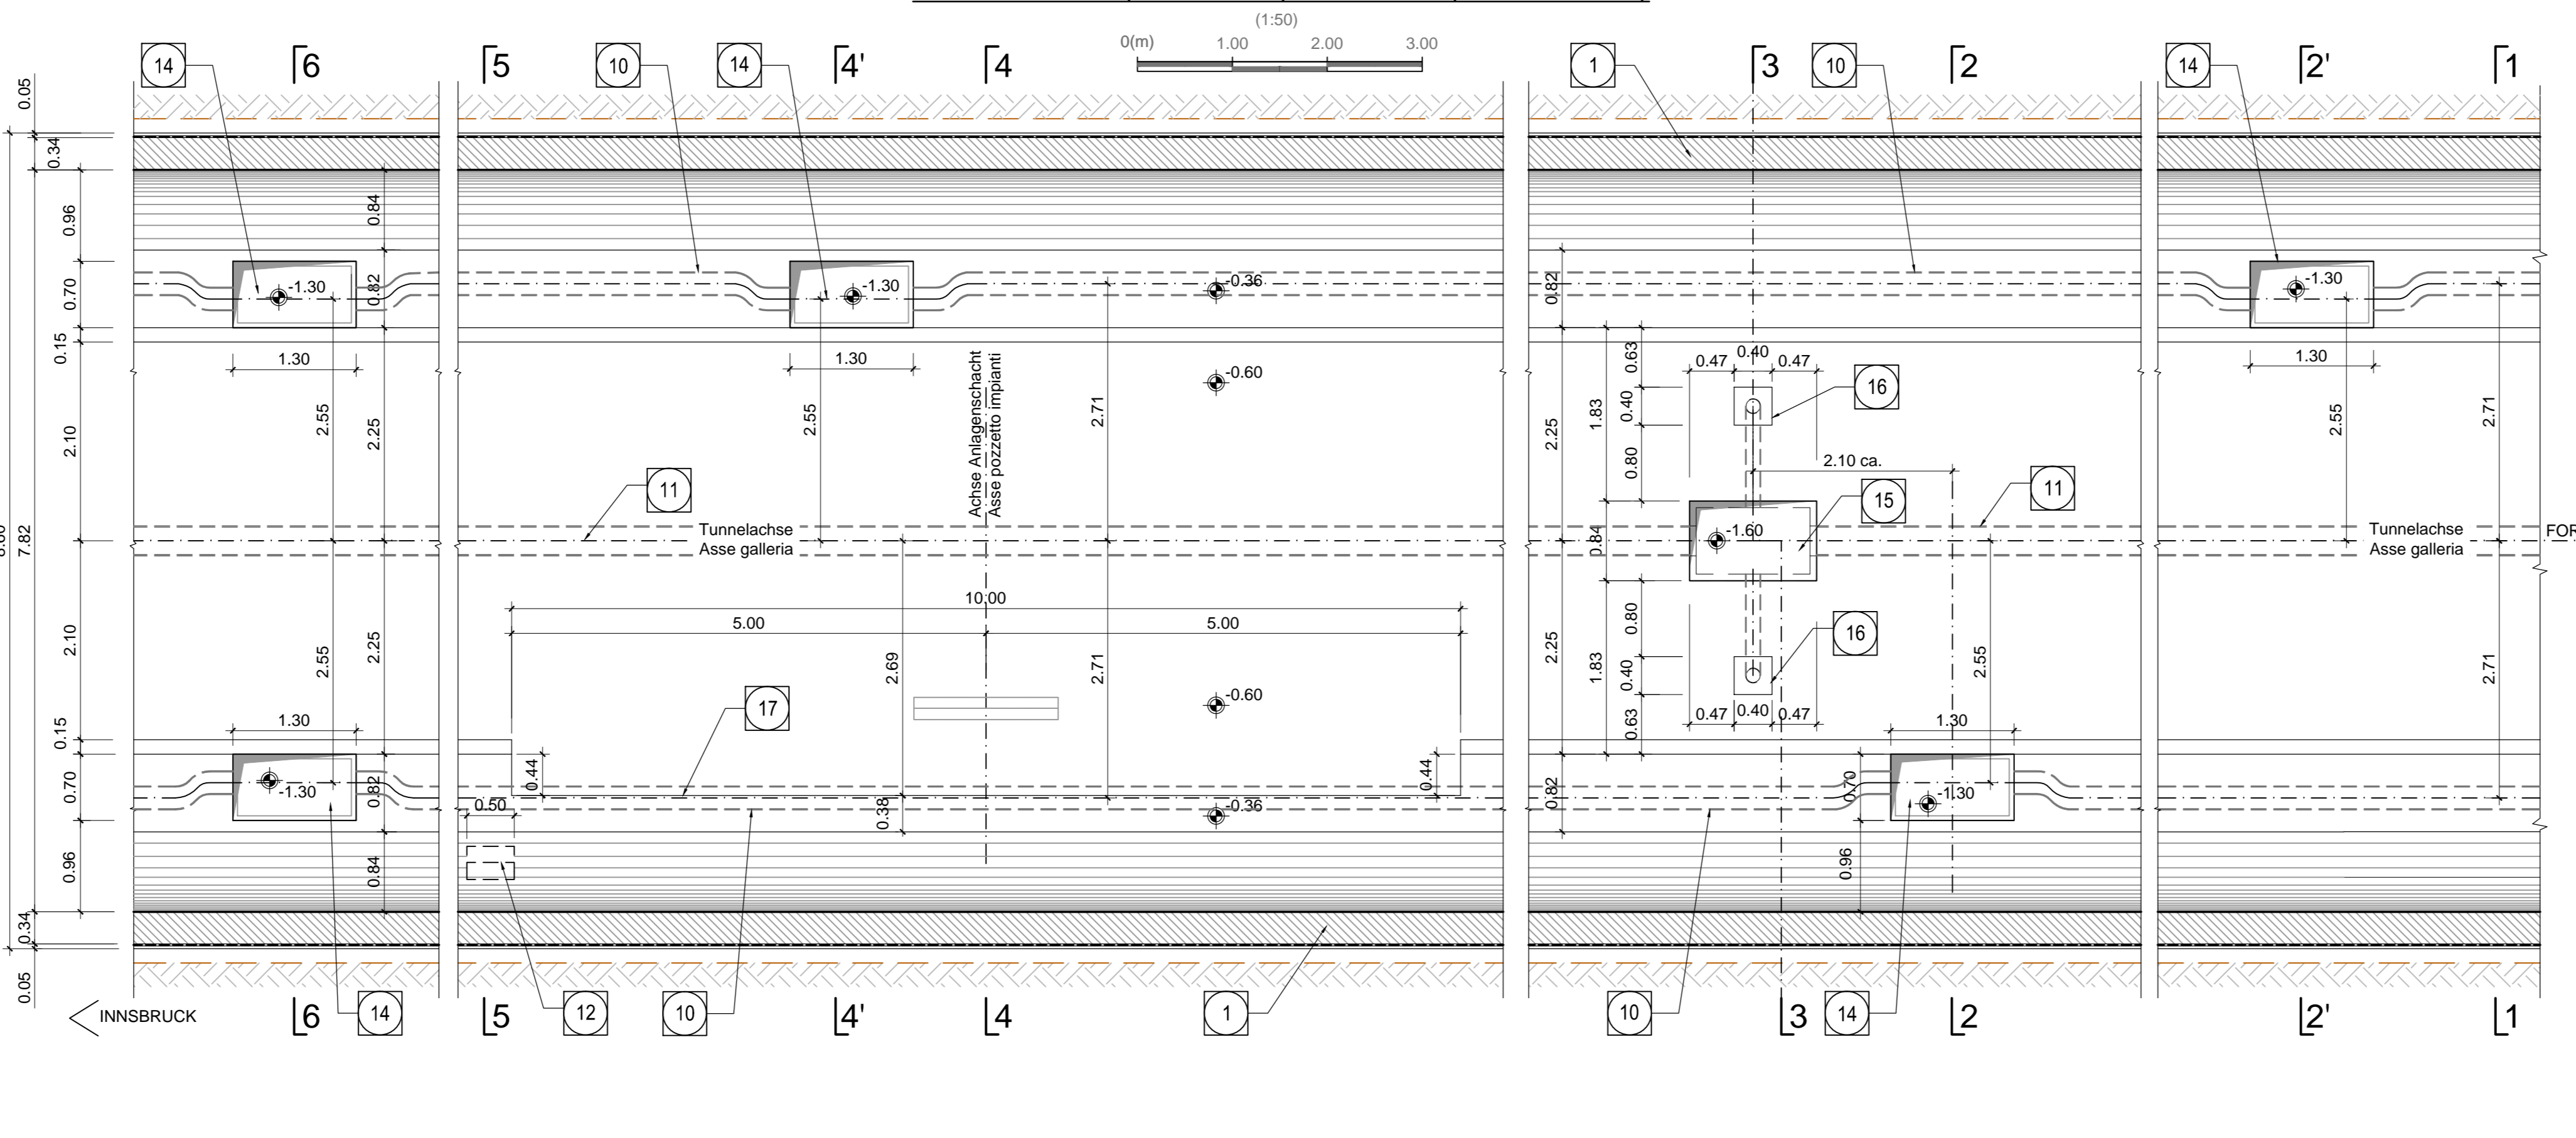 (1:50)
0(m) 1.00 2.00 3.00
14 6 5 10 14 4' 4 1 3 10 2 14 2' 1
0.05
0.34
0.96 0.84
0.70 0.82 0.82
-1.30 -1.30 -0.36 -1.30
0.15
1.30 1.30 0.47 0.40 0.47 1.30
-0.60
0.63
0.40
0.80
16
2.10 2.55 2.25 2.55 2.71 2.25 1.83 2.55 2.71
Achse Anlagenschacht
Asse pozzetto impianti
2.10 ca.
11 15 11
7.82
Tunnelachse
Asse galleria
0.84
-1.60
Tunnelachse
Asse galleria
FOR
10.00
5.00 5.00
2.10 2.55 2.25 2.69 2.71 2.25 1.83 2.55 2.71
0.80
0.40
0.63
16
17
-0.60
1.30 0.47 0.40 0.47 1.30
0.15
0.70 0.82 0.44 0.44 0.82 0.70
-1.30 0.50 0.38 -0.36 -1.30
0.96 0.84 0.96
0.34
0.05
INNSBRUCK
6 14 5 12 10 4' 4 1 10 3 14 2 2' 1